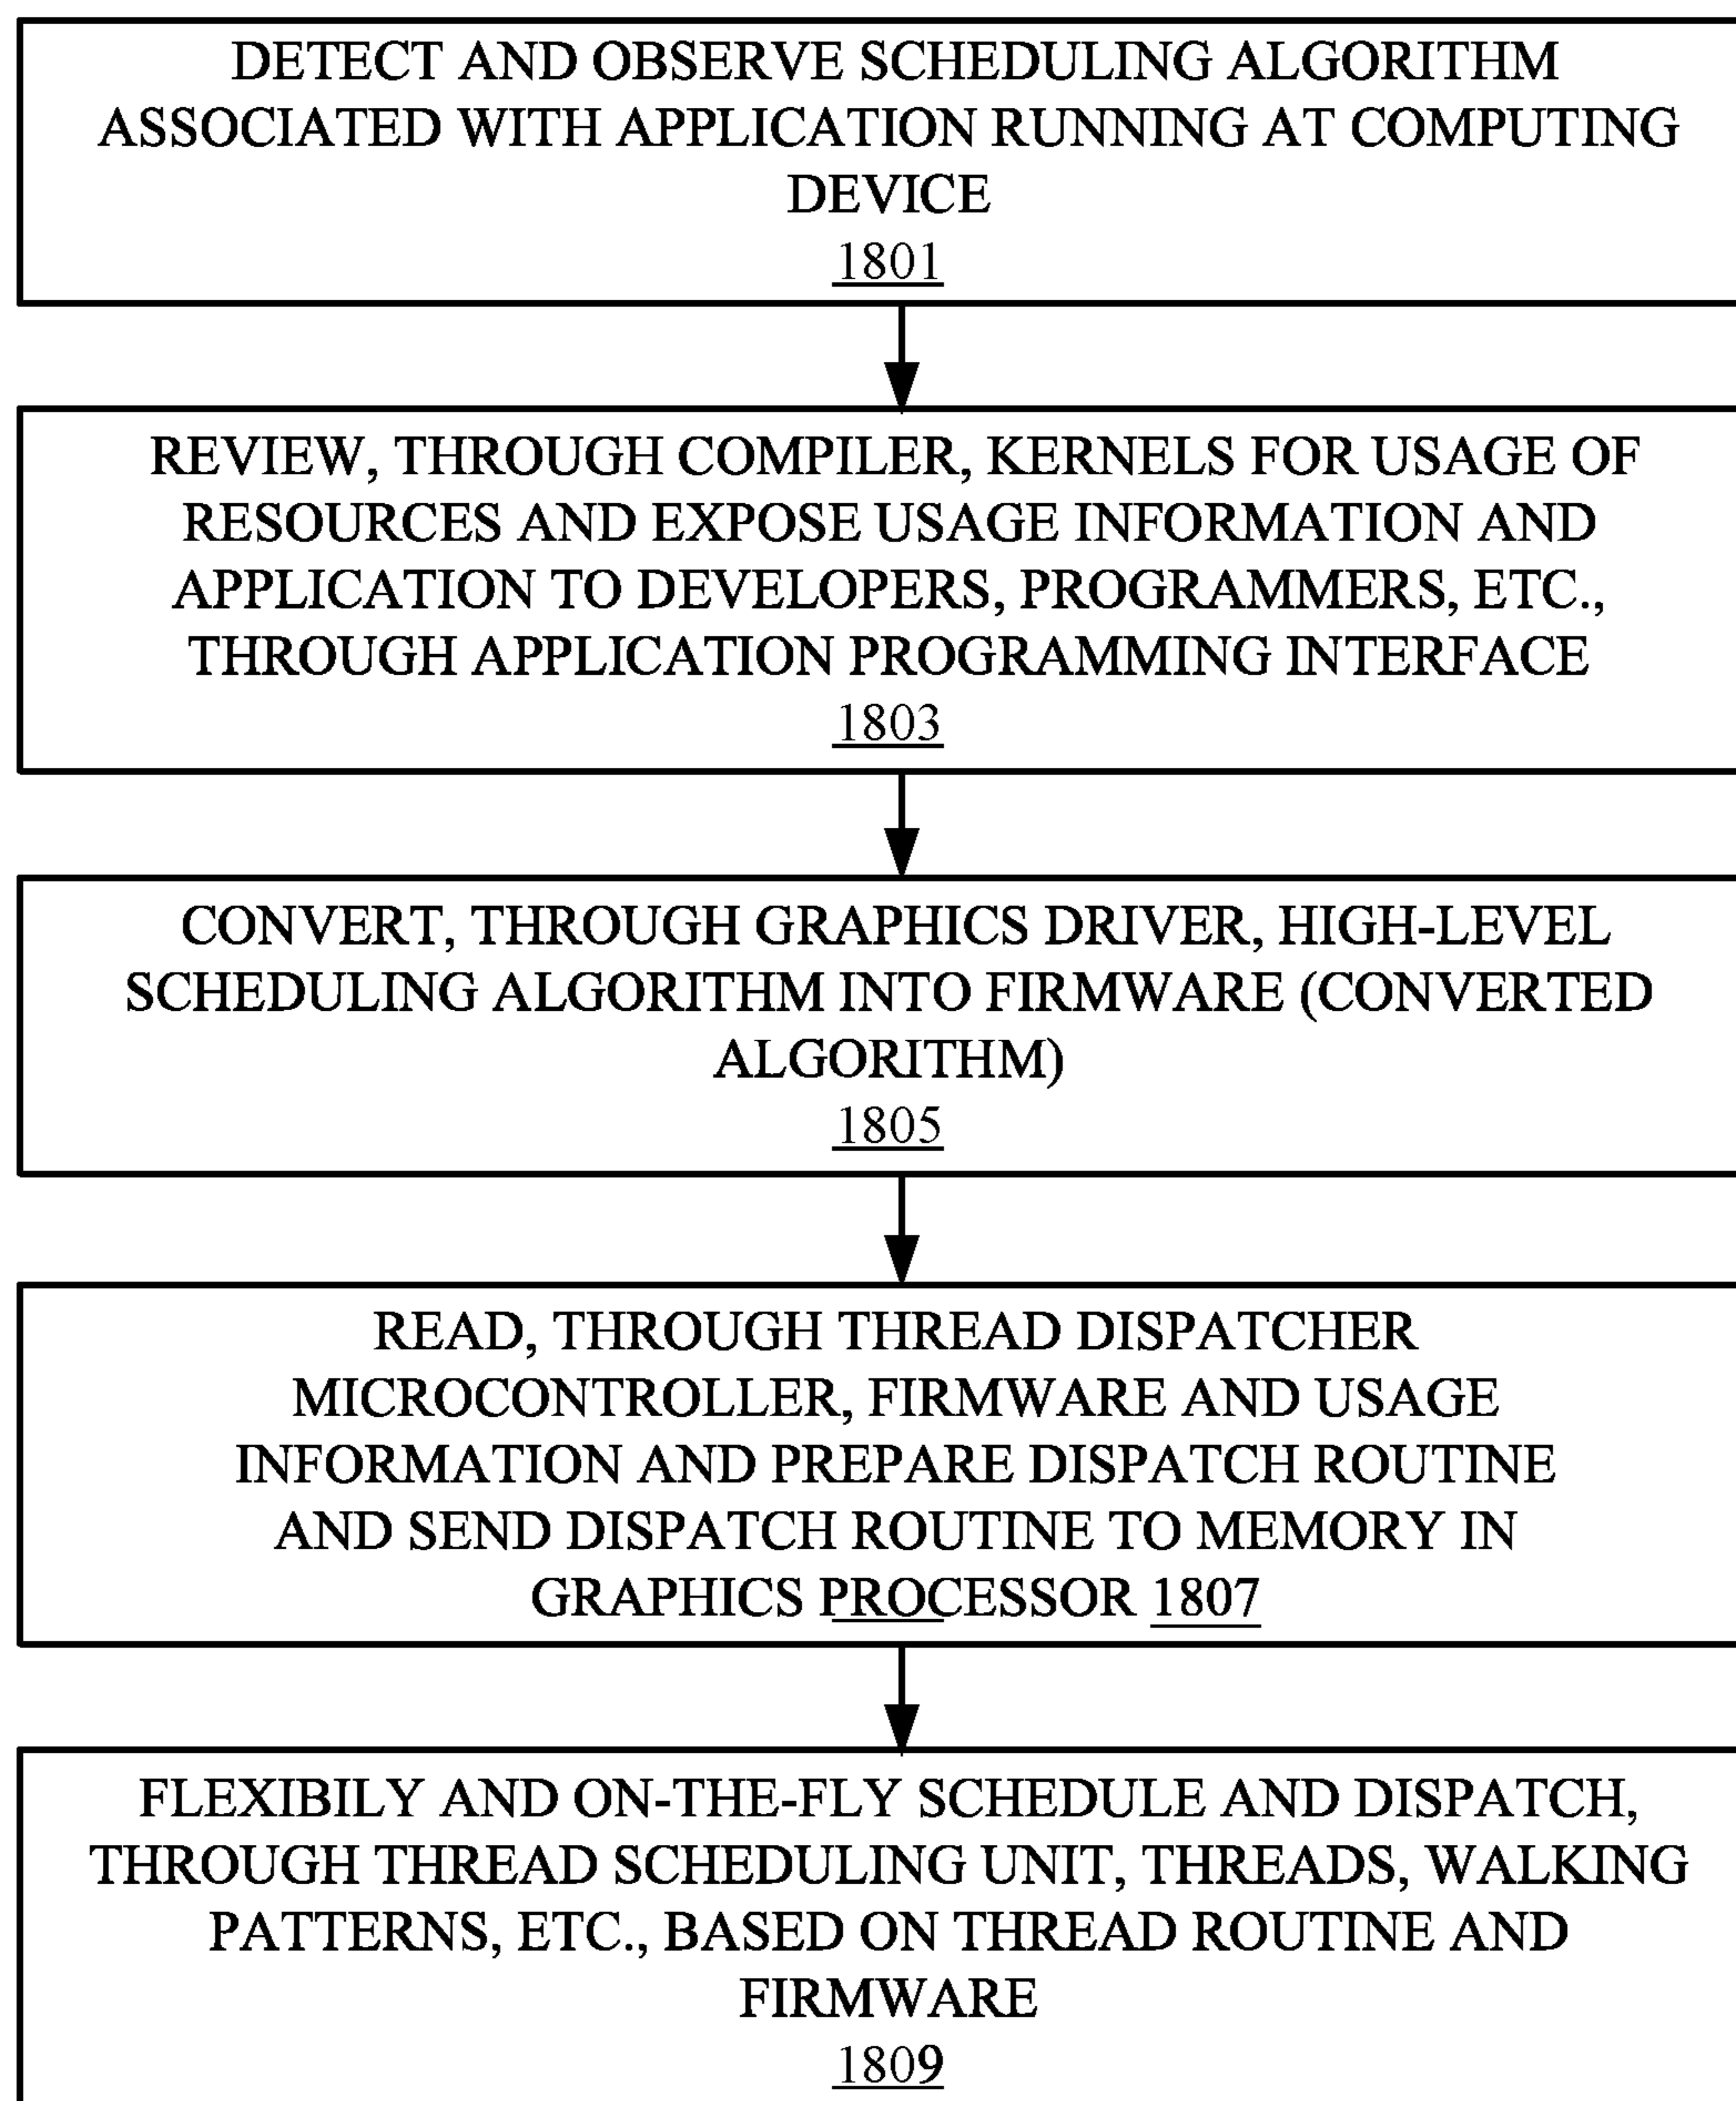 DETECT AND OBSERVE SCHEDULING ALGORITHM
ASSOCIATED WITH APPLICATION RUNNING AT COMPUTING
DEVICE
1801
REVIEW, THROUGH COMPILER, KERNELS FOR USAGE OF
RESOURCES AND EXPOSE USAGE INFORMATION AND
APPLICATION TO DEVELOPERS, PROGRAMMERS, ETC.,
THROUGH APPLICATION PROGRAMMING INTERFACE
1803
CONVERT, THROUGH GRAPHICS DRIVER, HIGH-LEVEL
SCHEDULING ALGORITHM INTO FIRMWARE (CONVERTED
ALGORITHM)
1805
READ, THROUGH THREAD DISPATCHER
MICROCONTROLLER, FIRMWARE AND USAGE
INFORMATION AND PREPARE DISPATCH ROUTINE
AND SEND DISPATCH ROUTINE TO MEMORY IN
GRAPHICS PROCESSOR 1807
FLEXIBILY AND ON-THE-FLY SCHEDULE AND DISPATCH,
THROUGH THREAD SCHEDULING UNIT, THREADS, WALKING
PATTERNS, ETC., BASED ON THREAD ROUTINE AND
FIRMWARE
1809